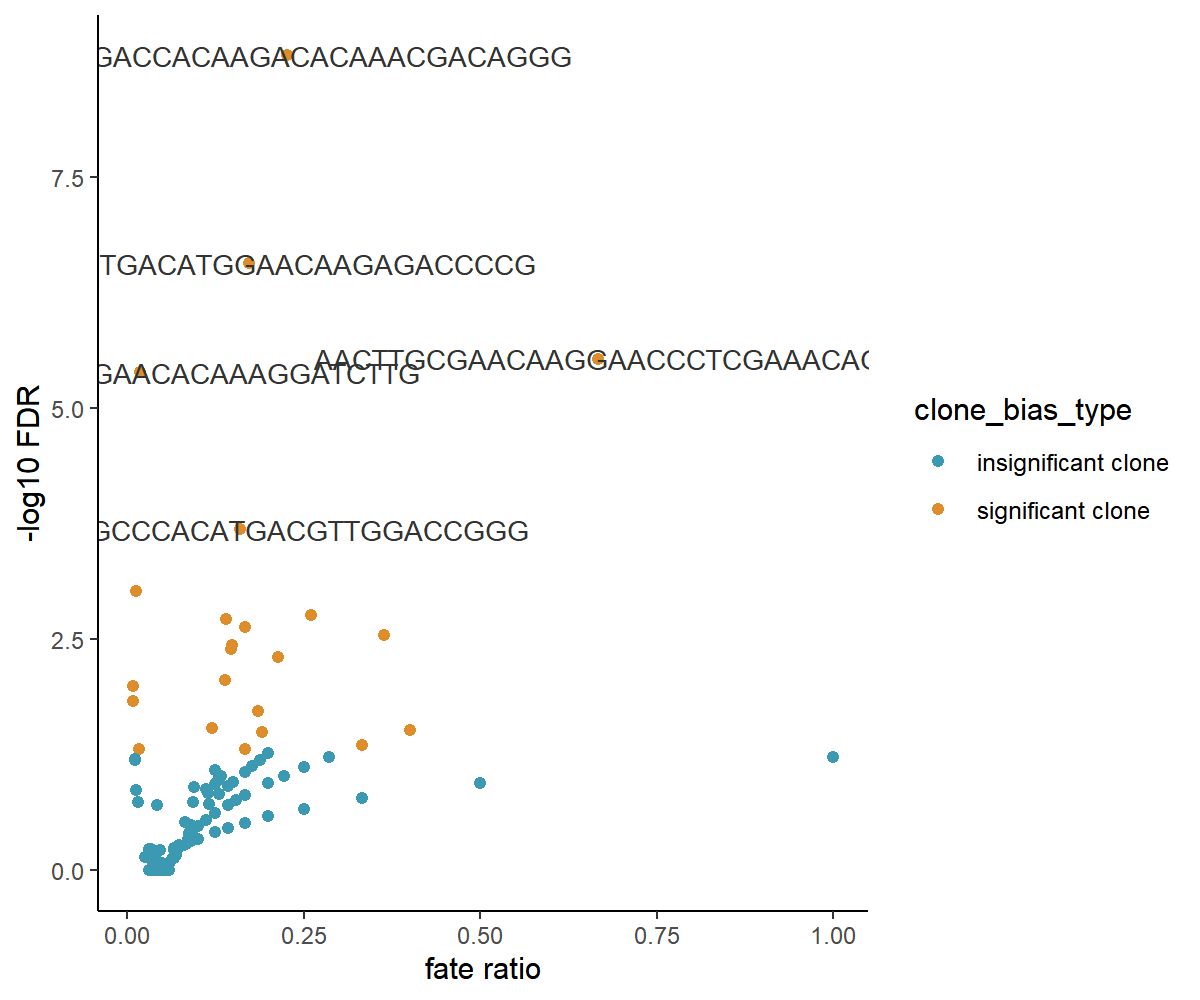 GACCACAAGACACAAACGACAGGG
7.5
TGACATGGAACAAGAGACCCCG
AACTTGCGAACAAGGAACCCTCGAAACAC
GAACACAAAGGATCTTG
5.0
GCCCACATGACGTTGGACCGGG
2.5
0.0
0.00 0.25 0.50 0.75 1.00
fate ratio
-log10 FDR
clone_bias_type
insignificant clone
significant clone